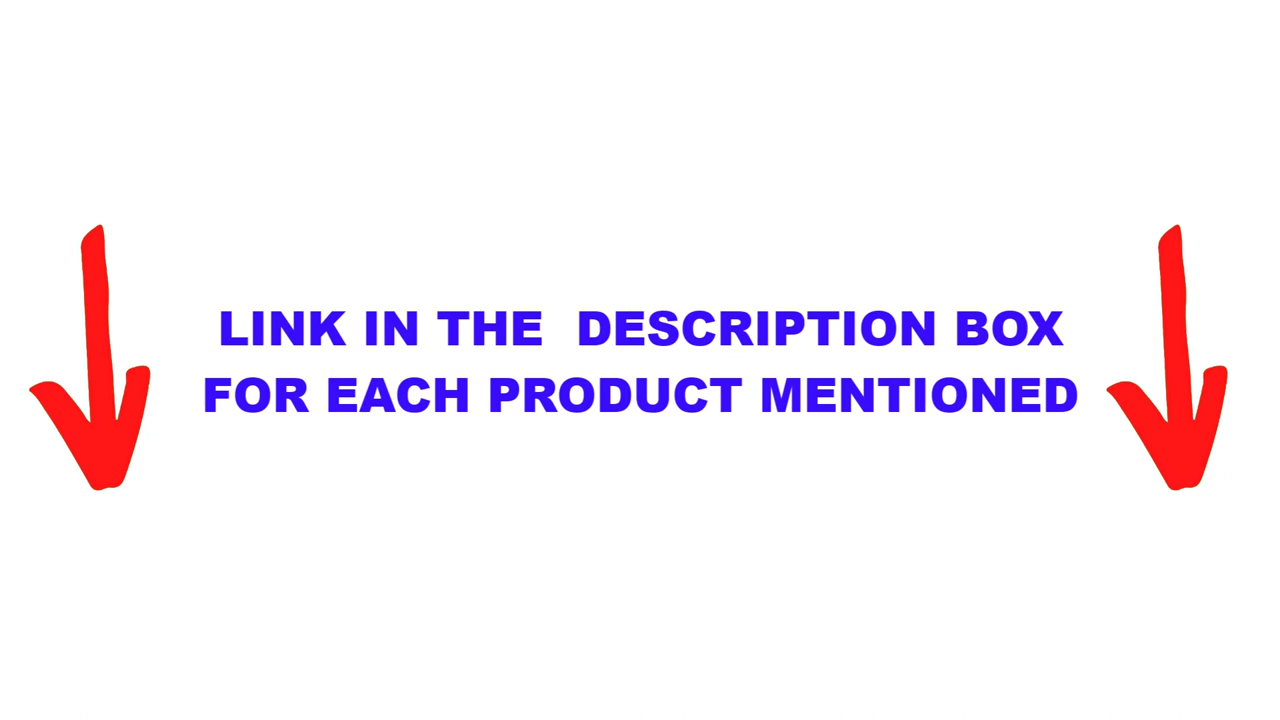 LINK IN THE  DESCRIPTION BOX
FOR EACH PRODUCT MENTIONED